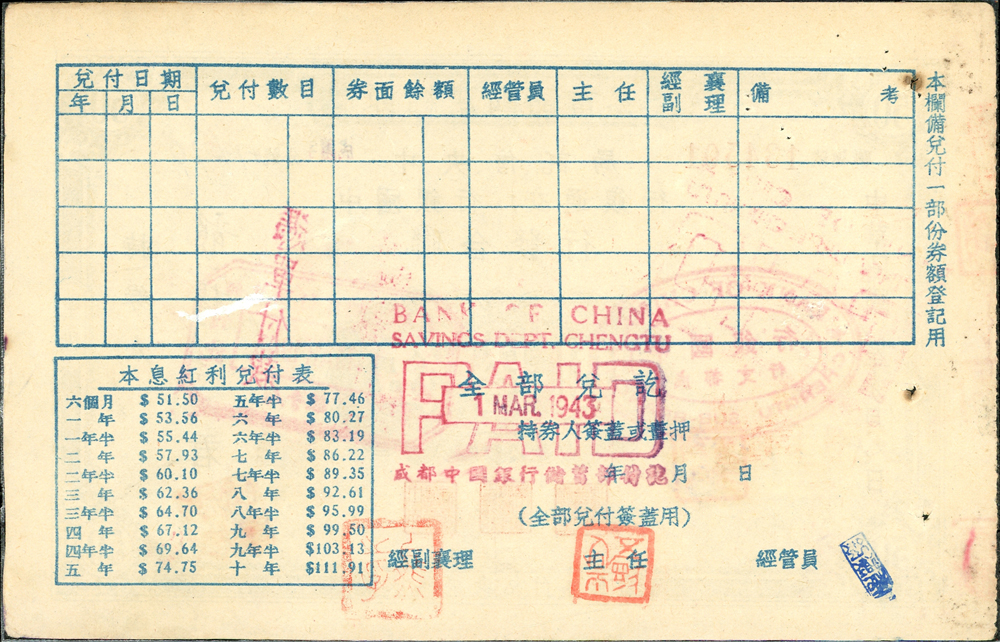 兌付日期 兌付數目 券面餘額 經管員 主任 經副襄理 備考
年 月 日
本欄備兌付一部份券額登記用
BANK OF CHINA
SAVINGS DEPT. CHENGTU
PAID
1 MAR. 1943
成都中國銀行儲蓄部
全部兌訖
持券人簽蓋或畫押
年 月 日
(全部兌付簽蓋用)
經副襄理 主任 經管員
本息紅利兌付表
六個月 $ 51.50 五年半 $ 77.46
一年 $ 53.56 六年 $ 80.27
一年半 $ 55.44 六年半 $ 83.19
二年 $ 57.93 七年 $ 86.22
二年半 $ 60.10 七年半 $ 89.35
三年 $ 62.36 八年 $ 92.61
三年半 $ 64.70 八年半 $ 95.99
四年 $ 67.12 九年 $ 99.50
四年半 $ 69.64 九年半 $103.13
五年 $ 74.75 十年 $111.91